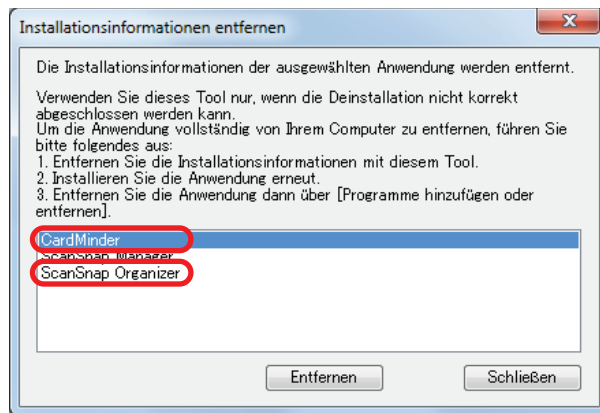 Installationsinformationen entfernen
Die Installationsinformationen der ausgewählten Anwendung werden entfernt.
Verwenden Sie dieses Tool nur, wenn die Deinstallation nicht korrekt
abgeschlossen werden kann.
Um die Anwendung vollständig von Ihrem Computer zu entfernen, führen Sie
bitte folgendes aus:
1. Entfernen Sie die Installationsinformationen mit diesem Tool.
2. Installieren Sie die Anwendung erneut.
3. Entfernen Sie die Anwendung dann über [Programme hinzufügen oder
entfernen].
CardMinder
ScanSnap Manager
ScanSnap Organizer
Entfernen Schließen